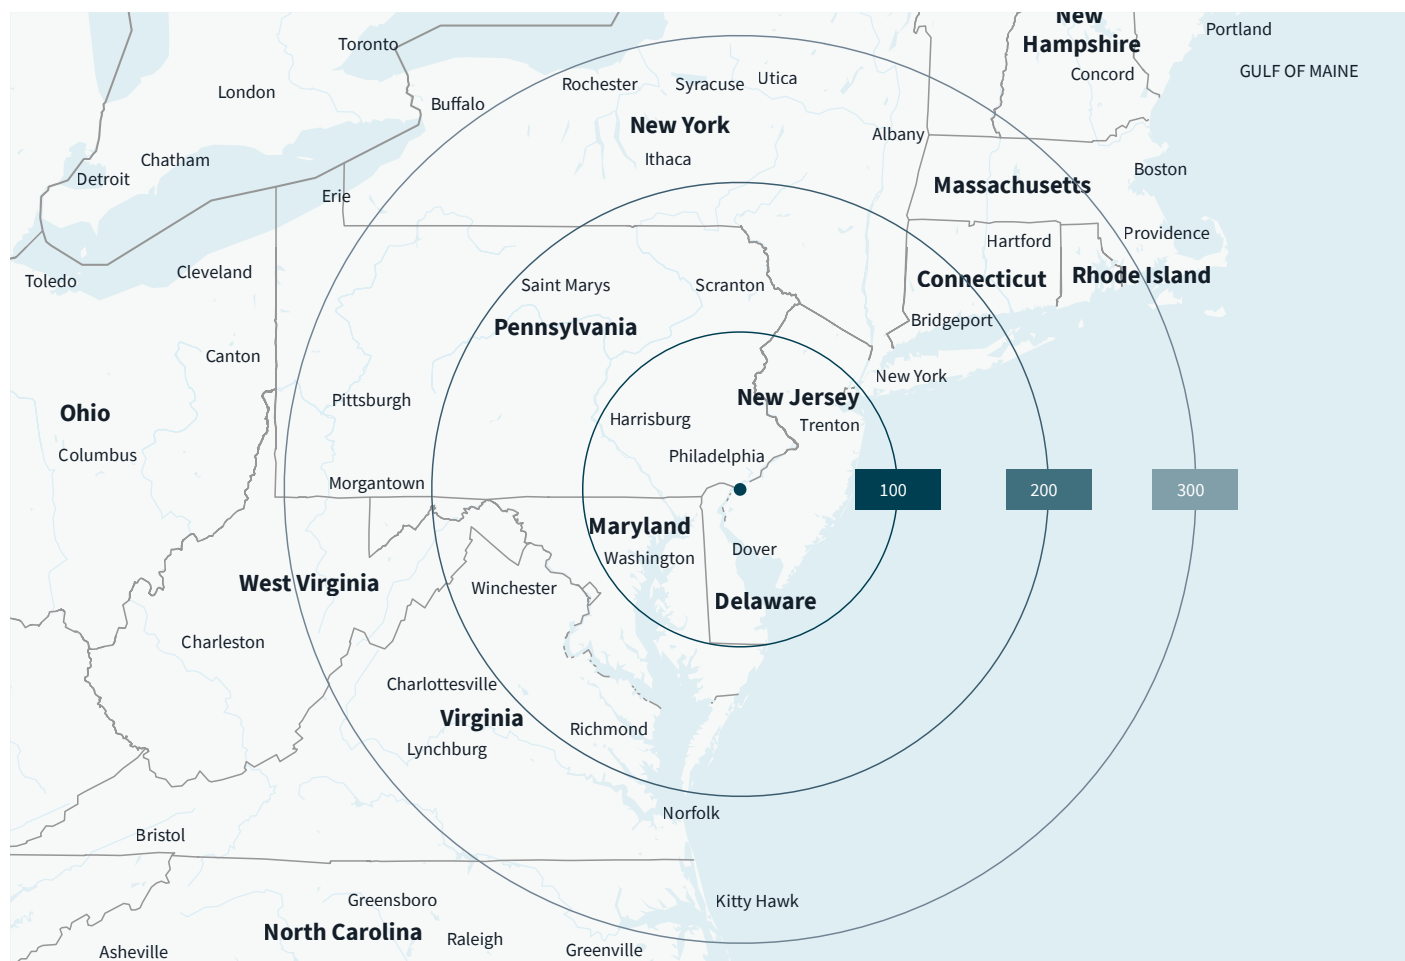 New
Hampshire
Portland
Toronto
GULF OF MAINE
Concord
Rochester
Syracuse
Utica
London
Buffalo
New York
Albany
Chatham
Ithaca
Boston
Detroit
Massachusetts
Erie
Providence
Hartford
Toledo
Cleveland
Saint Marys
Scranton
Connecticut
Rhode Island
Pennsylvania
Bridgeport
Canton
New York
Pittsburgh
New Jersey
Ohio
Harrisburg
Trenton
Columbus
Philadelphia
Morgantown
100
200
300
Maryland
Washington
Dover
West Virginia
Winchester
Delaware
Charleston
Charlottesville
Virginia
Richmond
Lynchburg
Norfolk
Bristol
Greensboro
Kitty Hawk
North Carolina
Raleigh
Asheville
Greenville